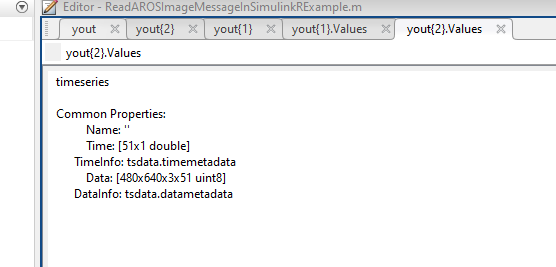 Editor - ReadAROSImageMessageInSimulinkRExample.m
yout yout{2} yout{1} yout{1}.Values yout{2}.Values
yout{2}.Values
timeseries
Common Properties:
Name: ''
Time: [51x1 double]
TimeInfo: tsdata.timemetadata
Data: [480x640x3x51 uint8]
DataInfo: tsdata.datametadata